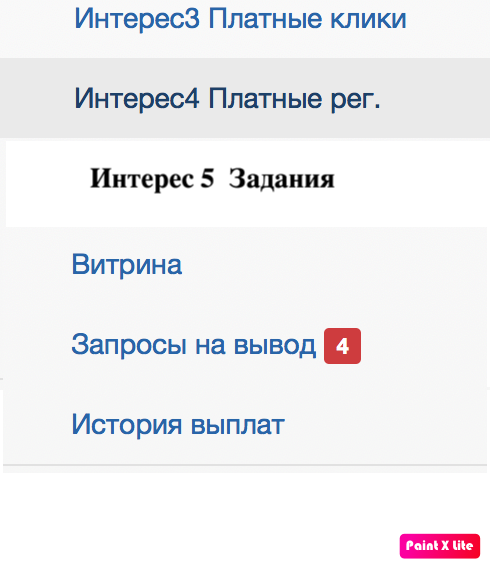 Интерес3 Платные клики
Интерес4 Платные рег.
Интерес 5 Задания
Витрина
Запросы на вывод 4
История выплат
Paint X Lite